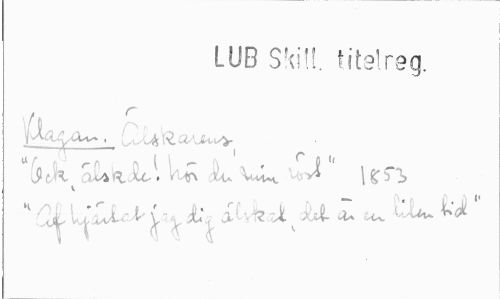 LUB Skill. titelreg.
Klagan. Älskarens,
"Ack, älskde! hör du min röst" 1853
"Af hjärtat jag dig älskat, det är en liten tid"